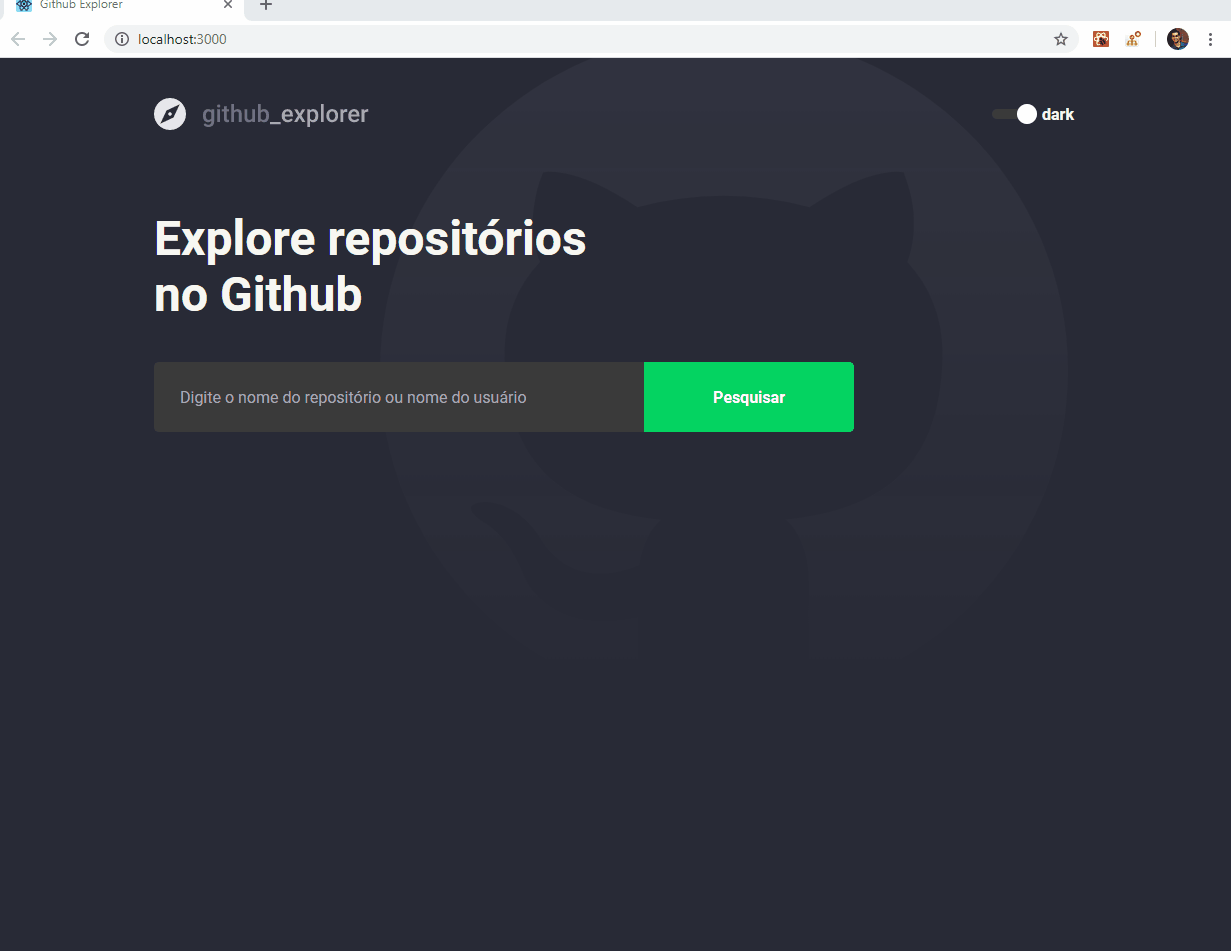 Github Explorer
localhost:3000
github_explorer
dark
Explore repositórios
no Github
Digite o nome do repositório ou nome do usuário
Pesquisar